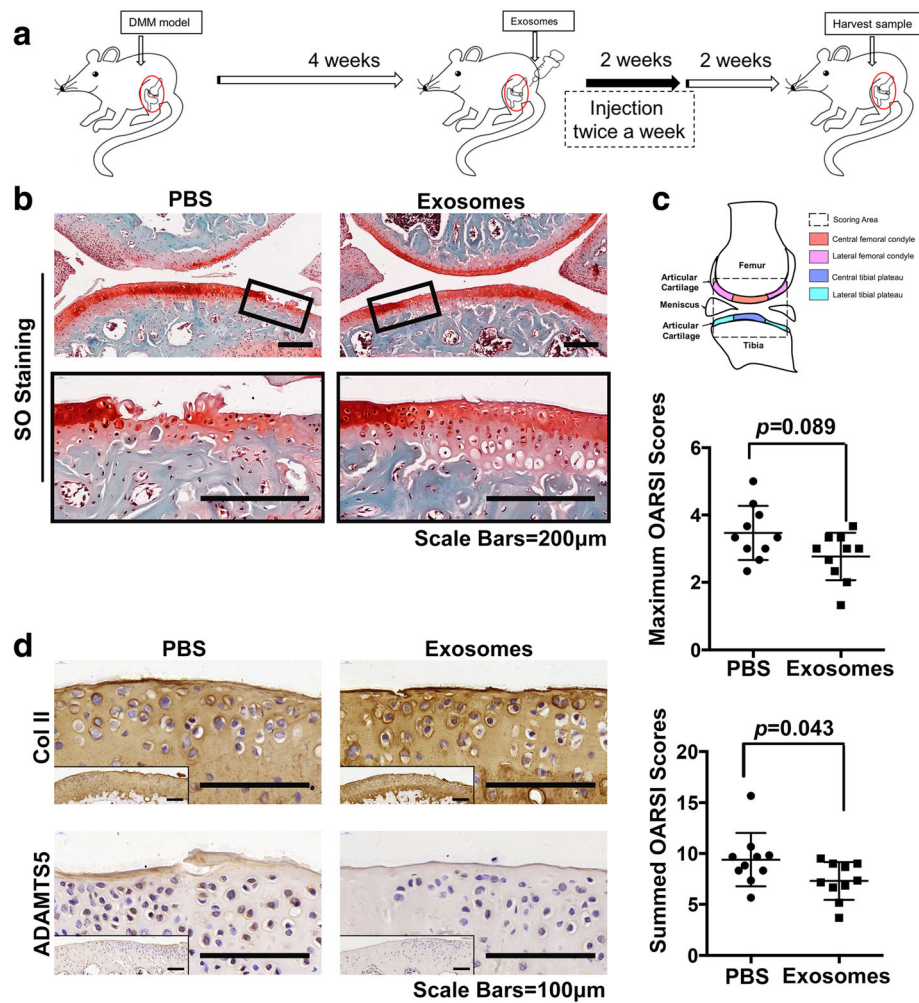 a
DMM model
Exosomes
Harvest sample
4 weeks
2 weeks
2 weeks
Injection
twice a week
b
PBS
Exosomes
SO Staining
Scale Bars=200μm
c
Scoring Area
Central femoral condyle
Lateral femoral condyle
Central tibial plateau
Lateral tibial plateau
Femur
Articular
Cartilage
Meniscus
Articular
Cartilage
Tibia
p=0.089
Maximum OARSI Scores
6
4
2
0
PBS
Exosomes
p=0.043
Summed OARSI Scores
20
15
10
5
0
PBS
Exosomes
d
PBS
Exosomes
Col II
ADAMTS5
Scale Bars=100μm